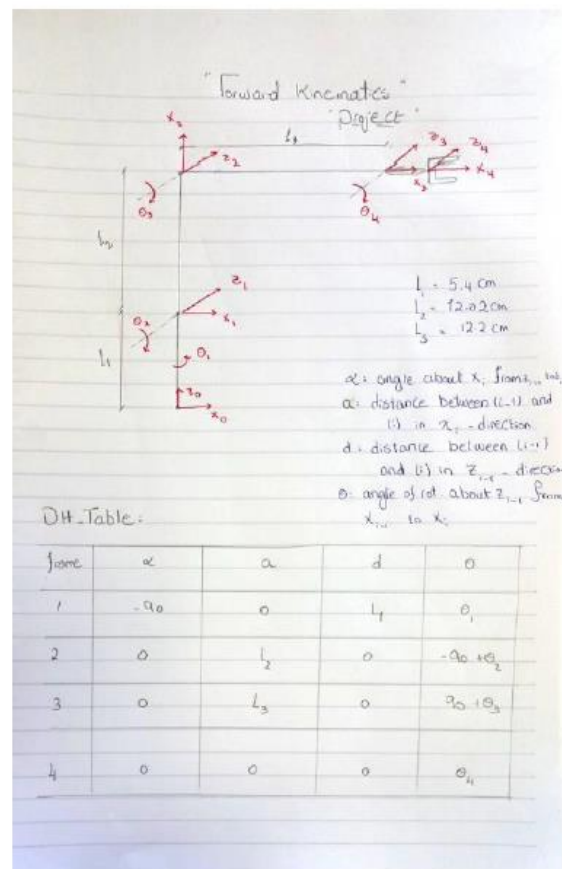 "Forward Kinematics"
"Project"
x₂
z₂
L₃
z₃
z₄
x₃
x₄
θ₃
θ₄
L₂
z₁
θ₂
x₁
L₁
θ₁
z₀
x₀
L₁ = 5.4 cm
L₂ = 12.02 cm
L₃ = 12.2 cm
α: angle about xᵢ from zᵢ₋₁
a: distance between (i-1) and
(i) in xᵢ - direction
d: distance between (i-1)
and (i) in zᵢ₋₁ - direction
θ: angle of rot about zᵢ₋₁ from
xᵢ₋₁ to xᵢ
DH-Table:
frame α a d θ
1 -90 0 L₁ θ₁
2 0 L₂ 0 -90+θ₂
3 0 L₃ 0 90+θ₃
4 0 0 0 θ₄